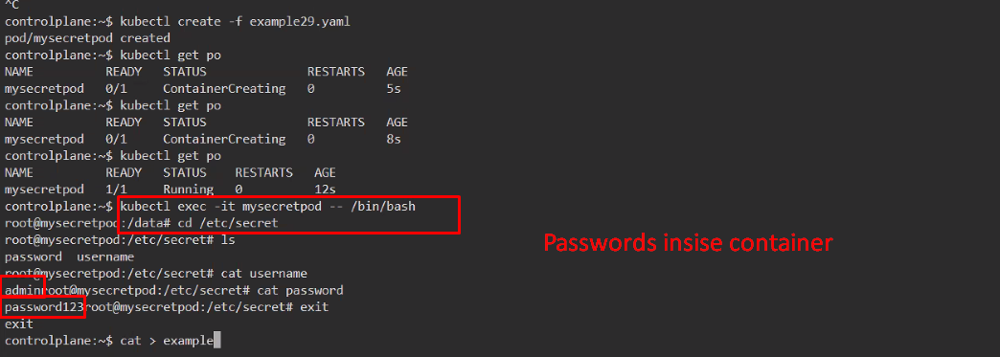 ^C
controlplane:~$ kubectl create -f example29.yaml
pod/mysecretpod created
controlplane:~$ kubectl get po
NAME READY STATUS RESTARTS AGE
mysecretpod 0/1 ContainerCreating 0 5s
controlplane:~$ kubectl get po
NAME READY STATUS RESTARTS AGE
mysecretpod 0/1 ContainerCreating 0 8s
controlplane:~$ kubectl get po
NAME READY STATUS RESTARTS AGE
mysecretpod 1/1 Running 0 12s
controlplane:~$ kubectl exec -it mysecretpod -- /bin/bash
root@mysecretpod:/data# cd /etc/secret
root@mysecretpod:/etc/secret# ls
password username
root@mysecretpod:/etc/secret# cat username
adminroot@mysecretpod:/etc/secret# cat password
password123root@mysecretpod:/etc/secret# exit
exit
controlplane:~$ cat > example
Passwords insise container